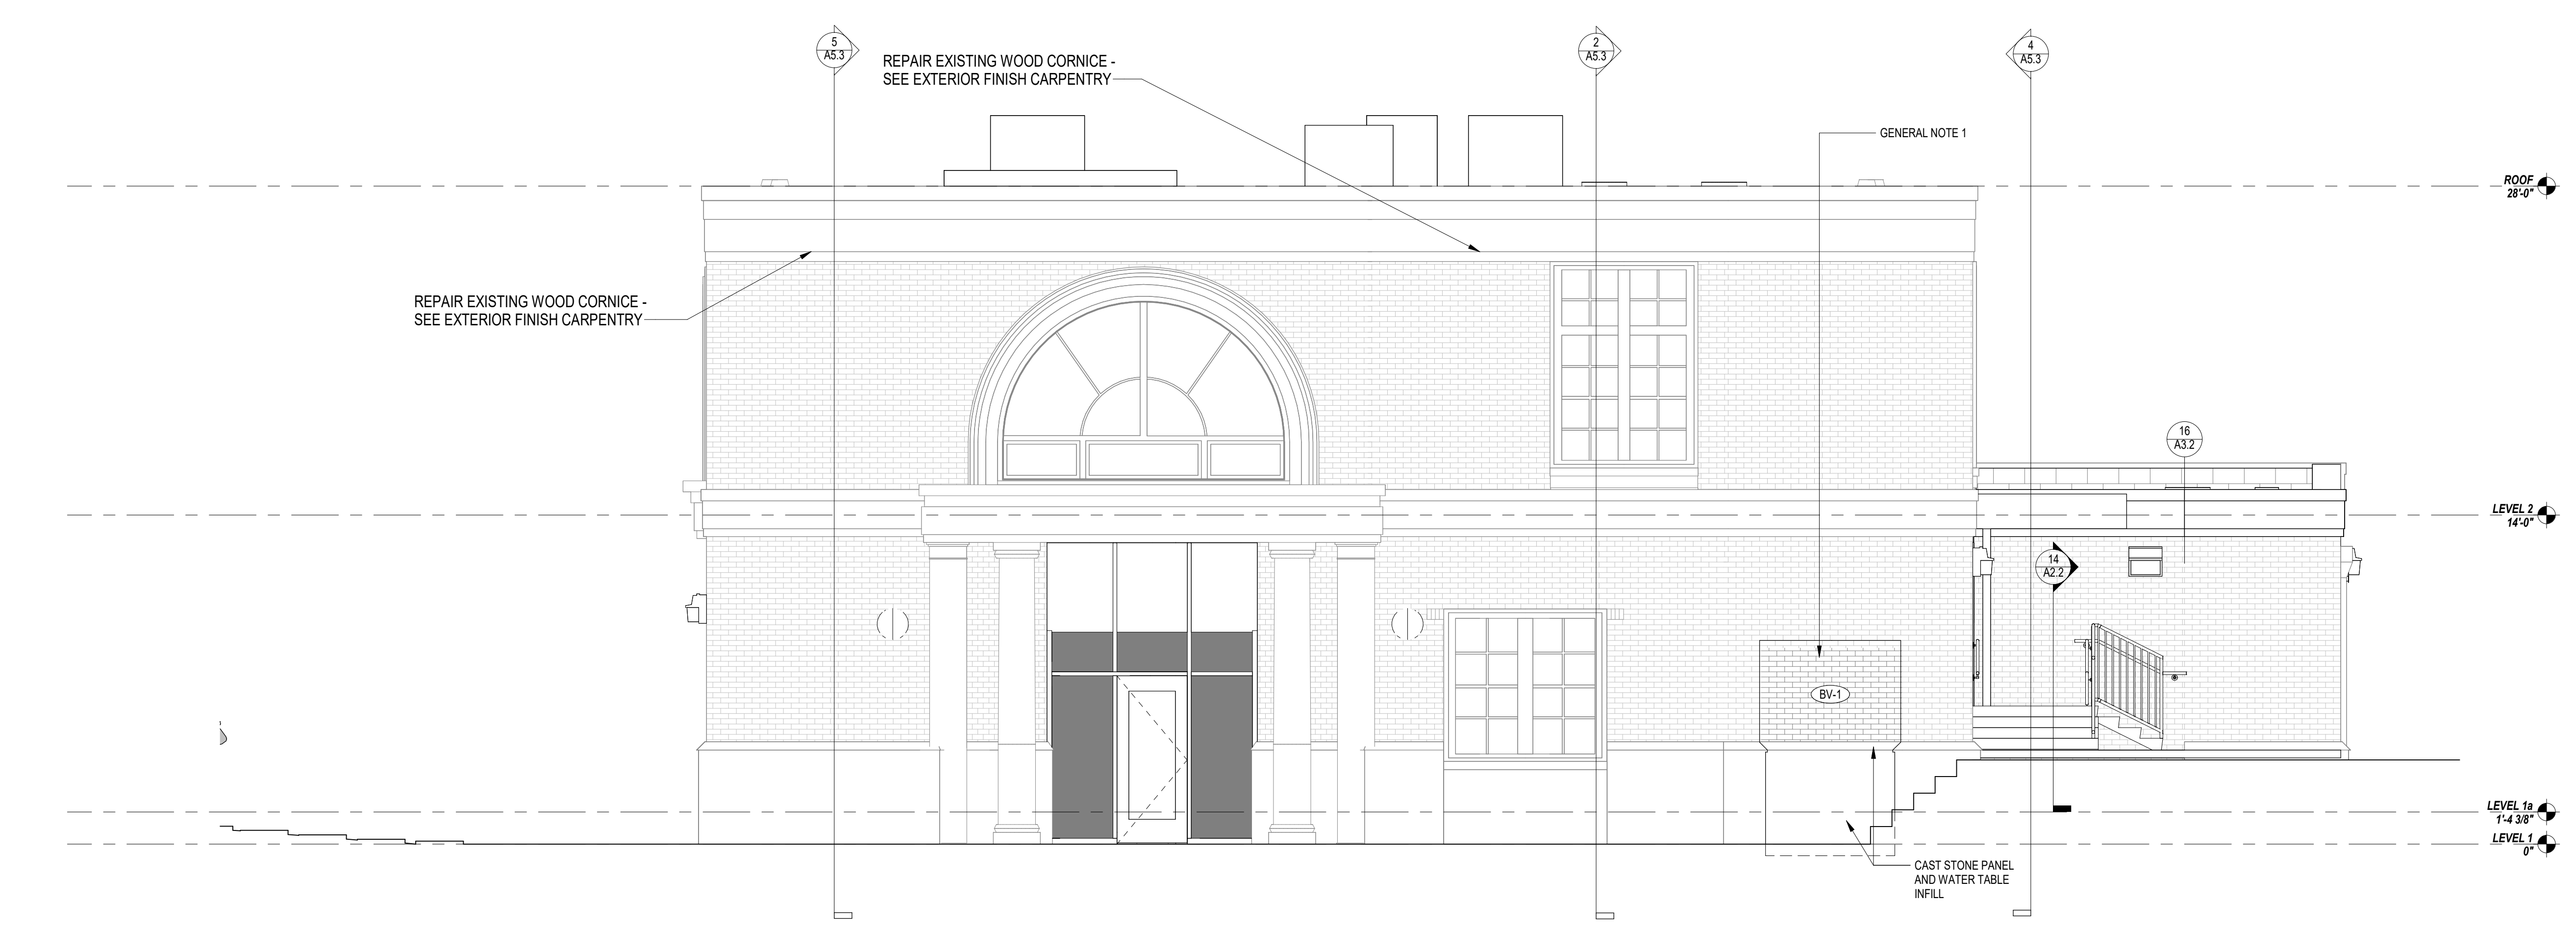 5
A5.3
REPAIR EXISTING WOOD CORNICE -
SEE EXTERIOR FINISH CARPENTRY
2
A5.3
4
A5.3
GENERAL NOTE 1
ROOF
28'-0"
REPAIR EXISTING WOOD CORNICE -
SEE EXTERIOR FINISH CARPENTRY
16
A3.2
LEVEL 2
14'-0"
14
A2.2
BV-1
LEVEL 1a
1'-4 3/8"
LEVEL 1
0"
CAST STONE PANEL
AND WATER TABLE
INFILL